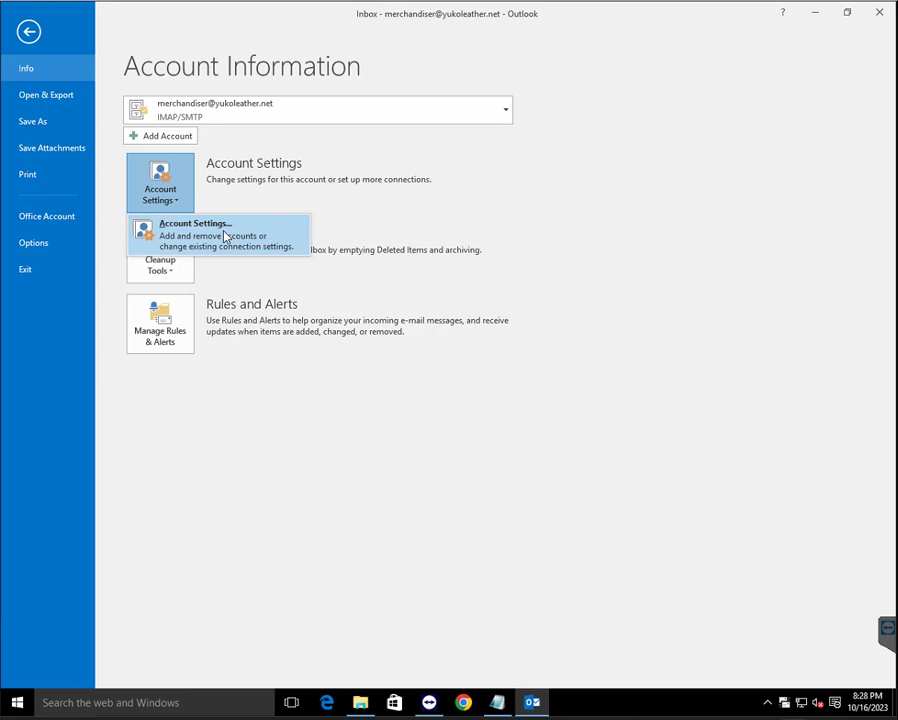 Inbox - merchandiser@yukoleather.net - Outlook
?
Info
Open & Export
Save As
Save Attachments
Print
Office Account
Options
Exit
Account Information
merchandiser@yukoleather.net
IMAP/SMTP
Add Account
Account
Settings
Account Settings
Change settings for this account or set up more connections.
Account Settings...
Add and remove accounts or
change existing connection settings.
lbox by emptying Deleted Items and archiving.
Cleanup
Tools
Manage Rules
& Alerts
Rules and Alerts
Use Rules and Alerts to help organize your incoming e-mail messages, and receive
updates when items are added, changed, or removed.
Search the web and Windows
8:28 PM
10/16/2023